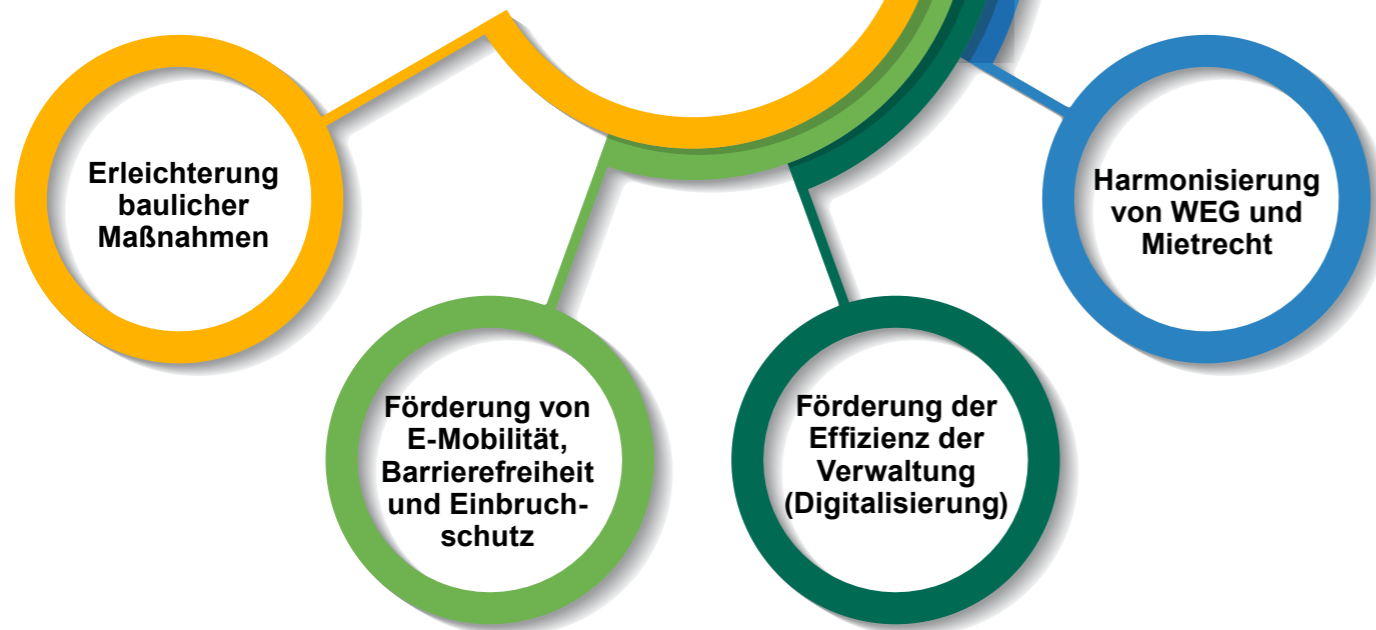 Erleichterung
baulicher
Maßnahmen
Förderung von
E-Mobilität,
Barrierefreiheit
und Einbruch-
schutz
Förderung der
Effizienz der
Verwaltung
(Digitalisierung)
Harmonisierung
von WEG und
Mietrecht